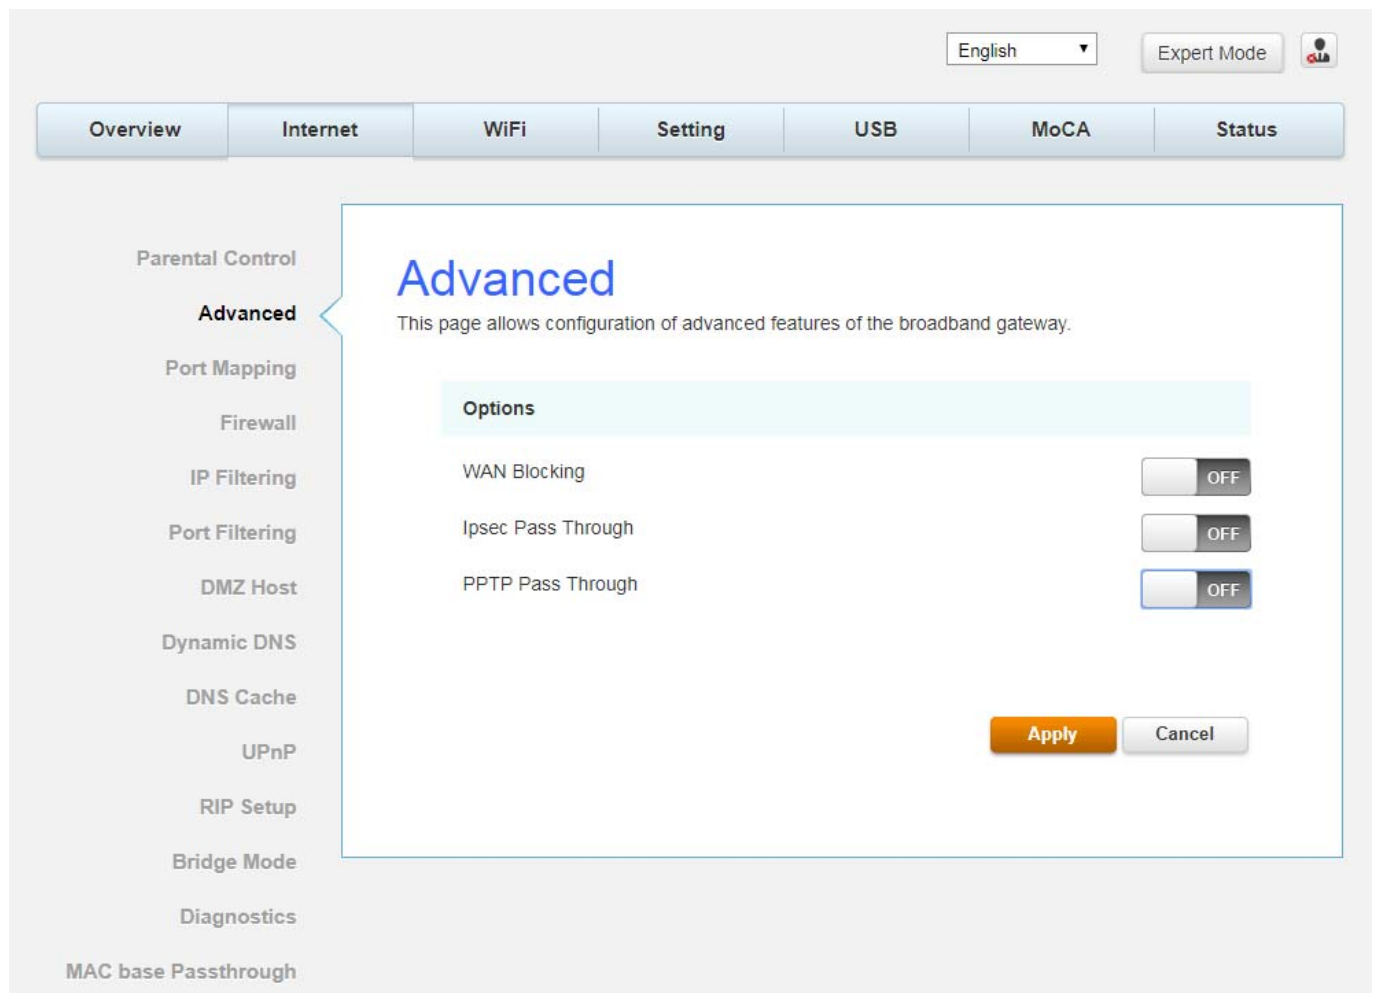 English
Expert Mode
Overview
Internet
WiFi
Setting
USB
MoCA
Status
Parental Control
Advanced
Port Mapping
Firewall
IP Filtering
Port Filtering
DMZ Host
Dynamic DNS
DNS Cache
UPnP
RIP Setup
Bridge Mode
Diagnostics
MAC base Passthrough
Advanced
This page allows configuration of advanced features of the broadband gateway.
Options
WAN Blocking
OFF
Ipsec Pass Through
OFF
PPTP Pass Through
OFF
Apply
Cancel